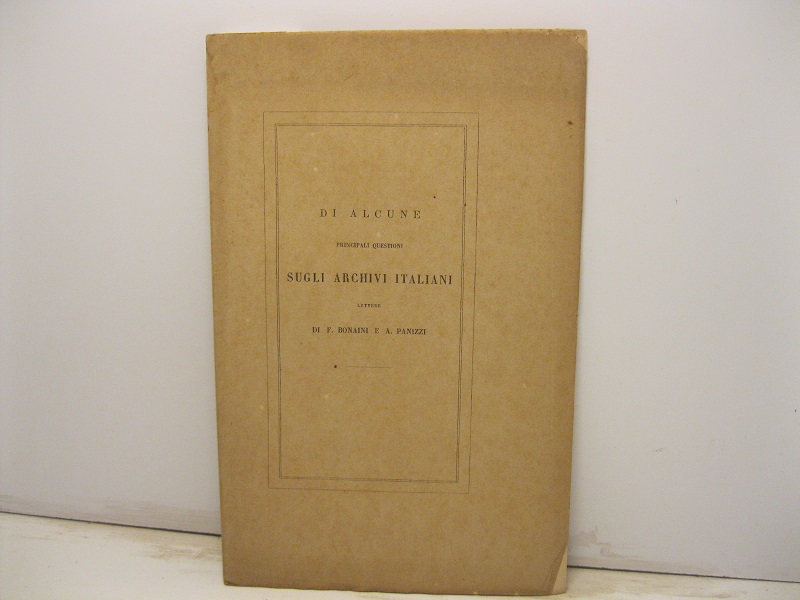 DI ALCUNE
PRINCIPALI QUESTIONI
SUGLI ARCHIVI ITALIANI
LETTERE
DI F. BONAINI E A. PANIZZI